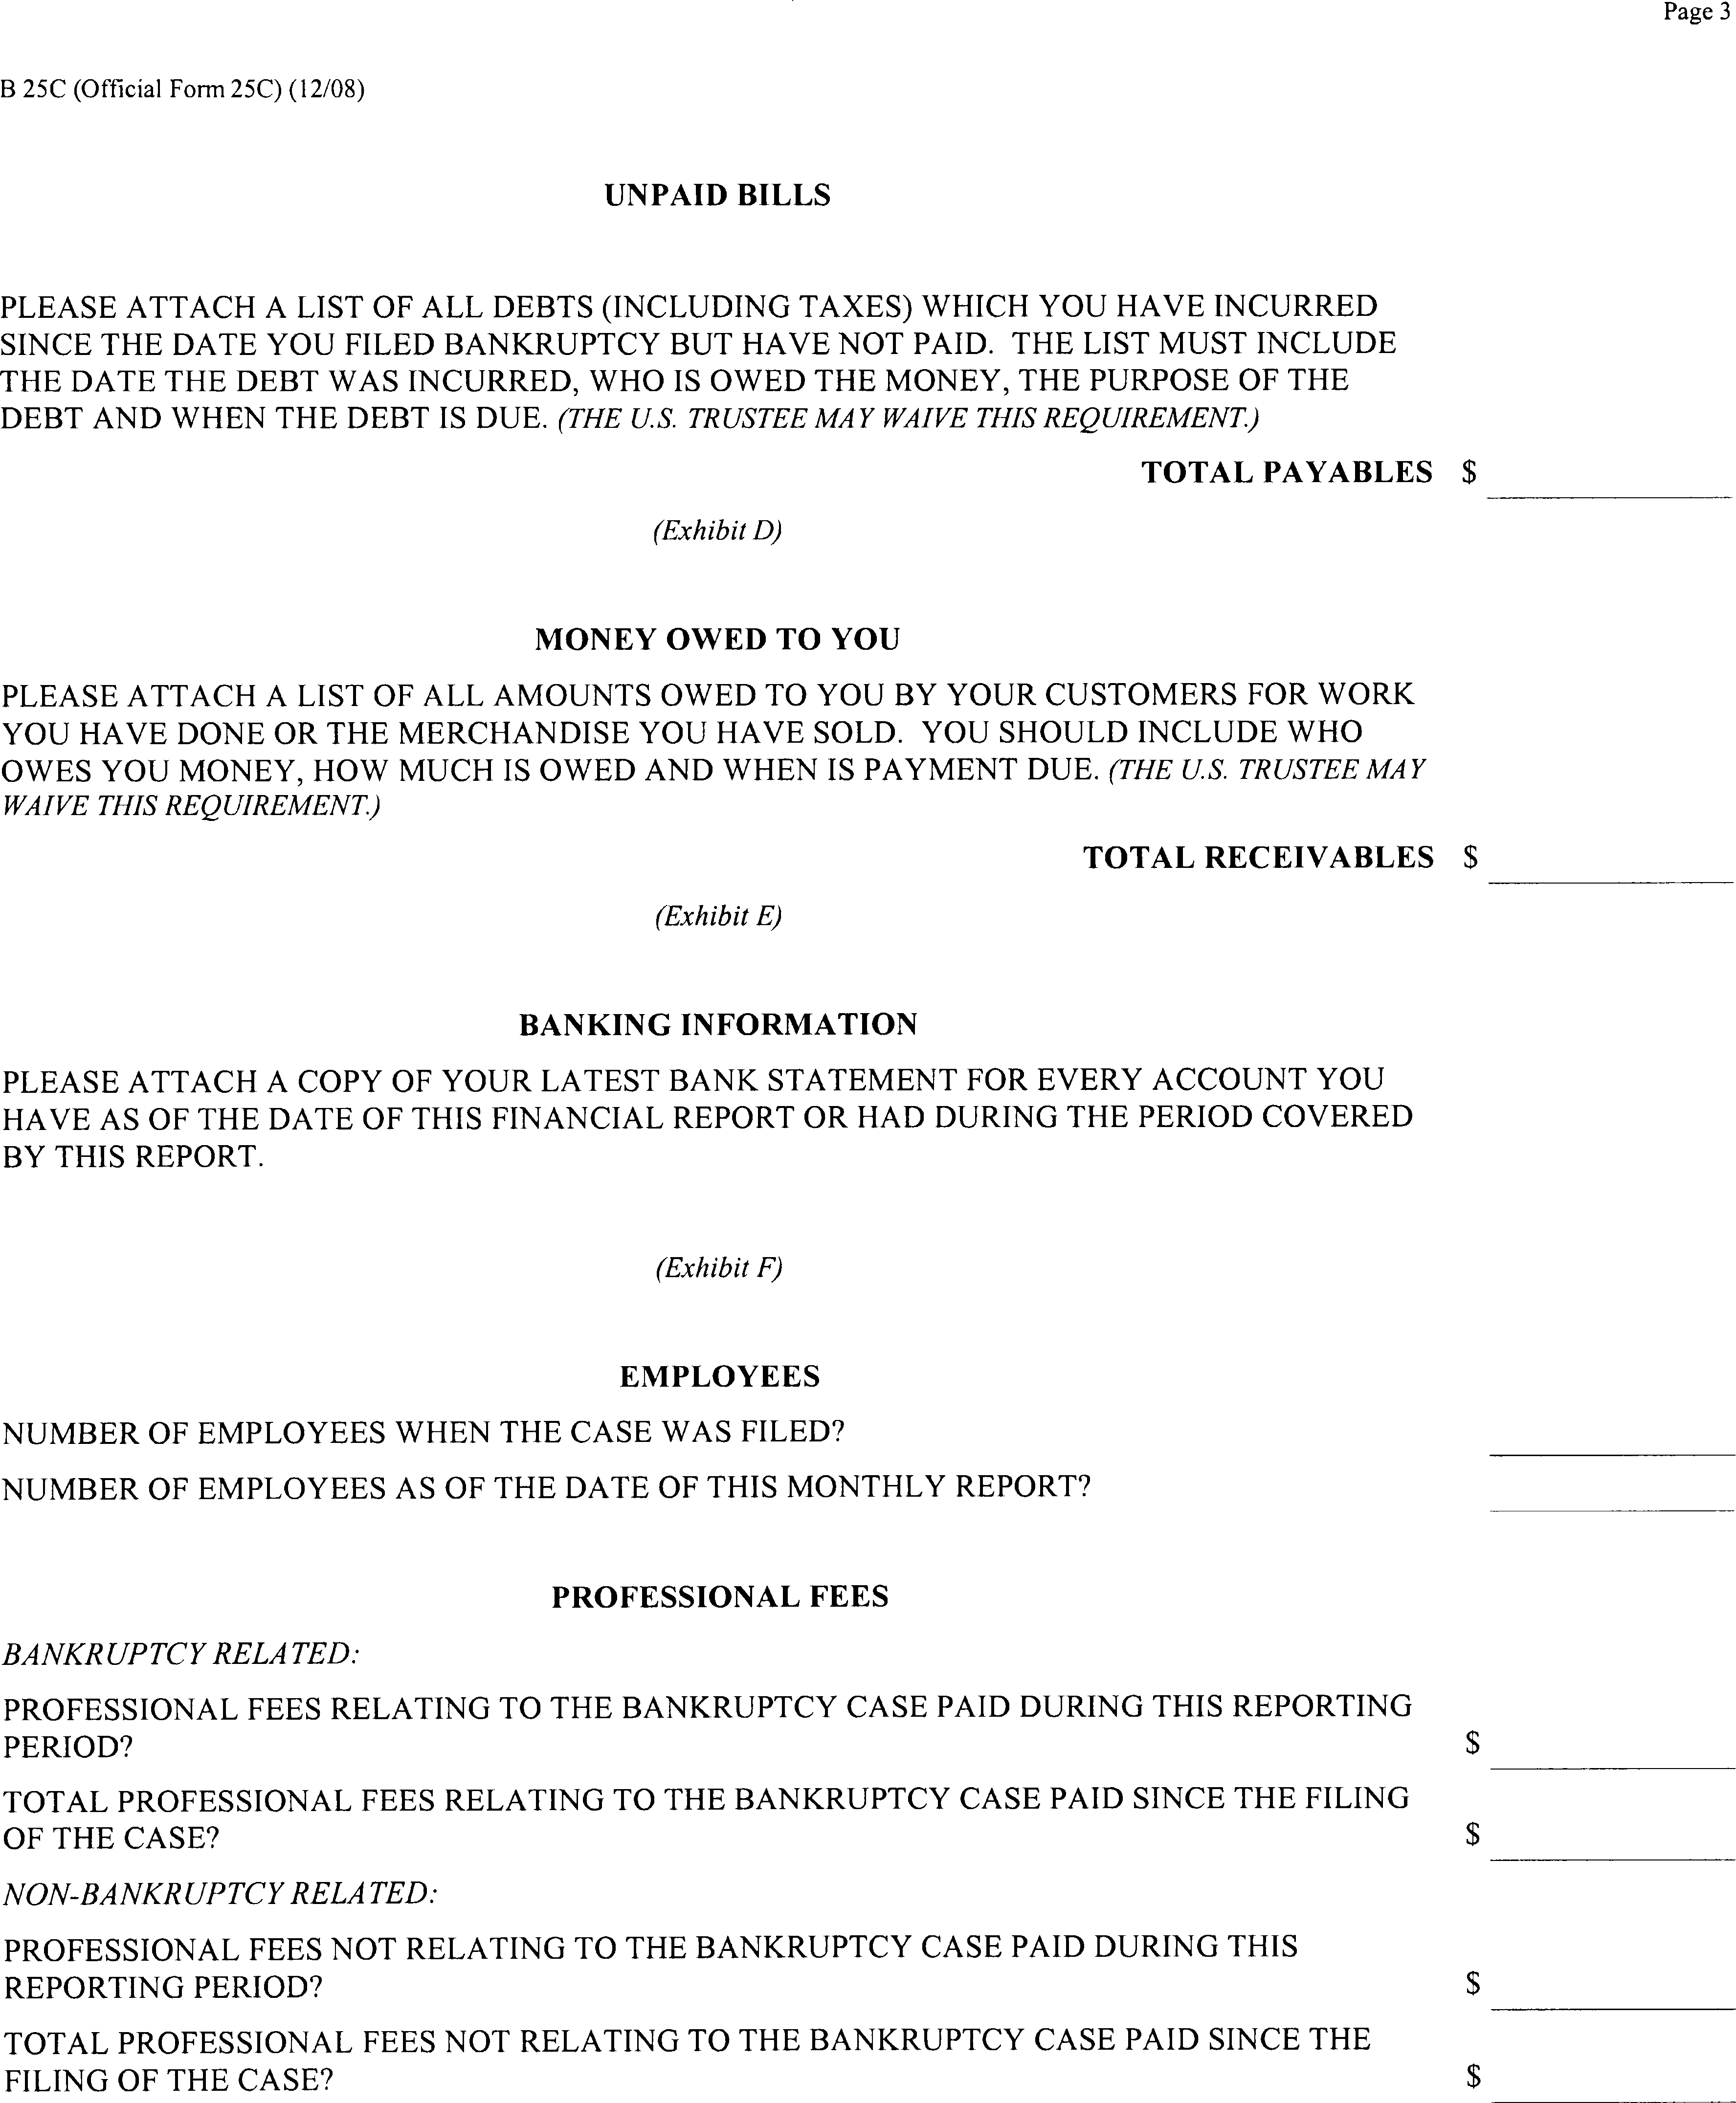 Page 3
B 25C (Official Form 25C) (12/08)
UNPAID BILLS
PLEASE ATTACH A LIST OF ALL DEBTS (INCLUDING TAXES) WHICH YOU HAVE INCURRED
SINCE THE DATE YOU FILED BANKRUPTCY BUT HAVE NOT PAID. THE LIST MUST INCLUDE
THE DATE THE DEBT WAS INCURRED, WHO IS OWED THE MONEY, THE PURPOSE OF THE
DEBT AND WHEN THE DEBT IS DUE. (THE U.S. TRUSTEE MAY WAIVE THIS REQUIREMENT.)
TOTAL PAYABLES $
(Exhibit D)
MONEY OWED TO YOU
PLEASE ATTACH A LIST OF ALL AMOUNTS OWED TO YOU BY YOUR CUSTOMERS FOR WORK
YOU HAVE DONE OR THE MERCHANDISE YOU HAVE SOLD. YOU SHOULD INCLUDE WHO
OWES YOU MONEY, HOW MUCH IS OWED AND WHEN IS PAYMENT DUE. (THE U.S. TRUSTEE MAY
WAIVE THIS REQUIREMENT.)
TOTAL RECEIVABLES $
(Exhibit E)
BANKING INFORMATION
PLEASE ATTACH A COPY OF YOUR LATEST BANK STATEMENT FOR EVERY ACCOUNT YOU
HAVE AS OF THE DATE OF THIS FINANCIAL REPORT OR HAD DURING THE PERIOD COVERED
BY THIS REPORT.
(Exhibit F)
EMPLOYEES
NUMBER OF EMPLOYEES WHEN THE CASE WAS FILED?
NUMBER OF EMPLOYEES AS OF THE DATE OF THIS MONTHLY REPORT?
PROFESSIONAL FEES
BANKRUPTCY RELATED:
PROFESSIONAL FEES RELATING TO THE BANKRUPTCY CASE PAID DURING THIS REPORTING
PERIOD? $
TOTAL PROFESSIONAL FEES RELATING TO THE BANKRUPTCY CASE PAID SINCE THE FILING
OF THE CASE? $
NON-BANKRUPTCY RELATED:
PROFESSIONAL FEES NOT RELATING TO THE BANKRUPTCY CASE PAID DURING THIS
REPORTING PERIOD? $
TOTAL PROFESSIONAL FEES NOT RELATING TO THE BANKRUPTCY CASE PAID SINCE THE
FILING OF THE CASE? $